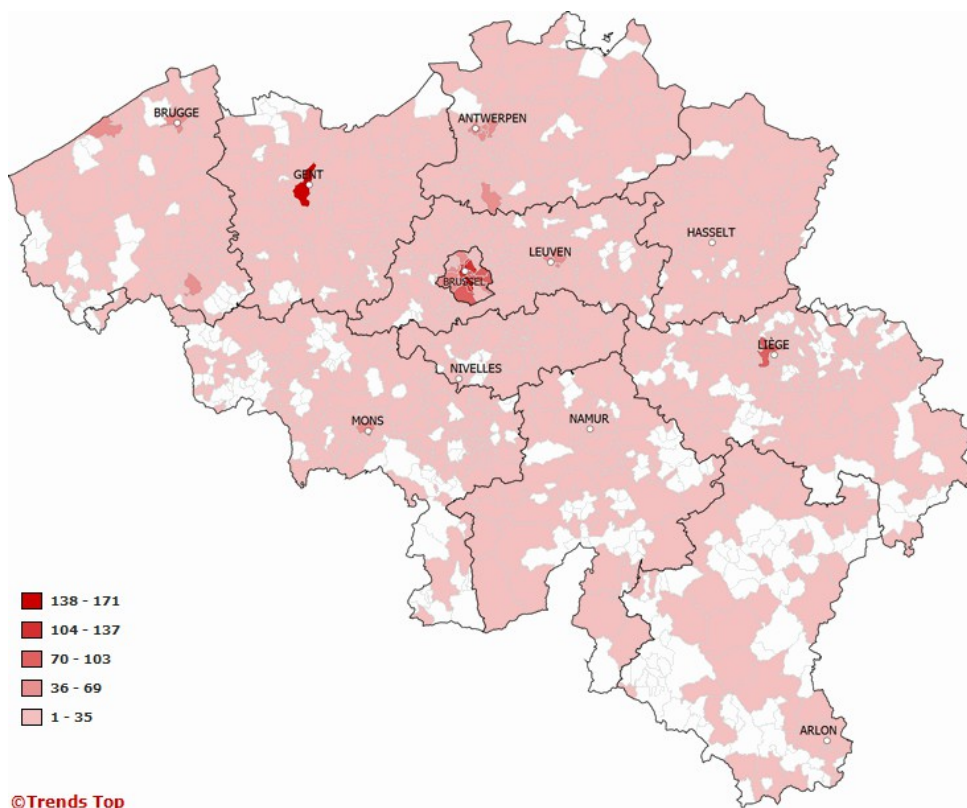 BRUGGE
ANTWERPEN
GENT
HASSELT
LEUVEN
BRUSSEL
LIÈGE
NIVELLES
MONS
NAMUR
ARLON
138 - 171
104 - 137
70 - 103
36 - 69
1 - 35
©Trends Top